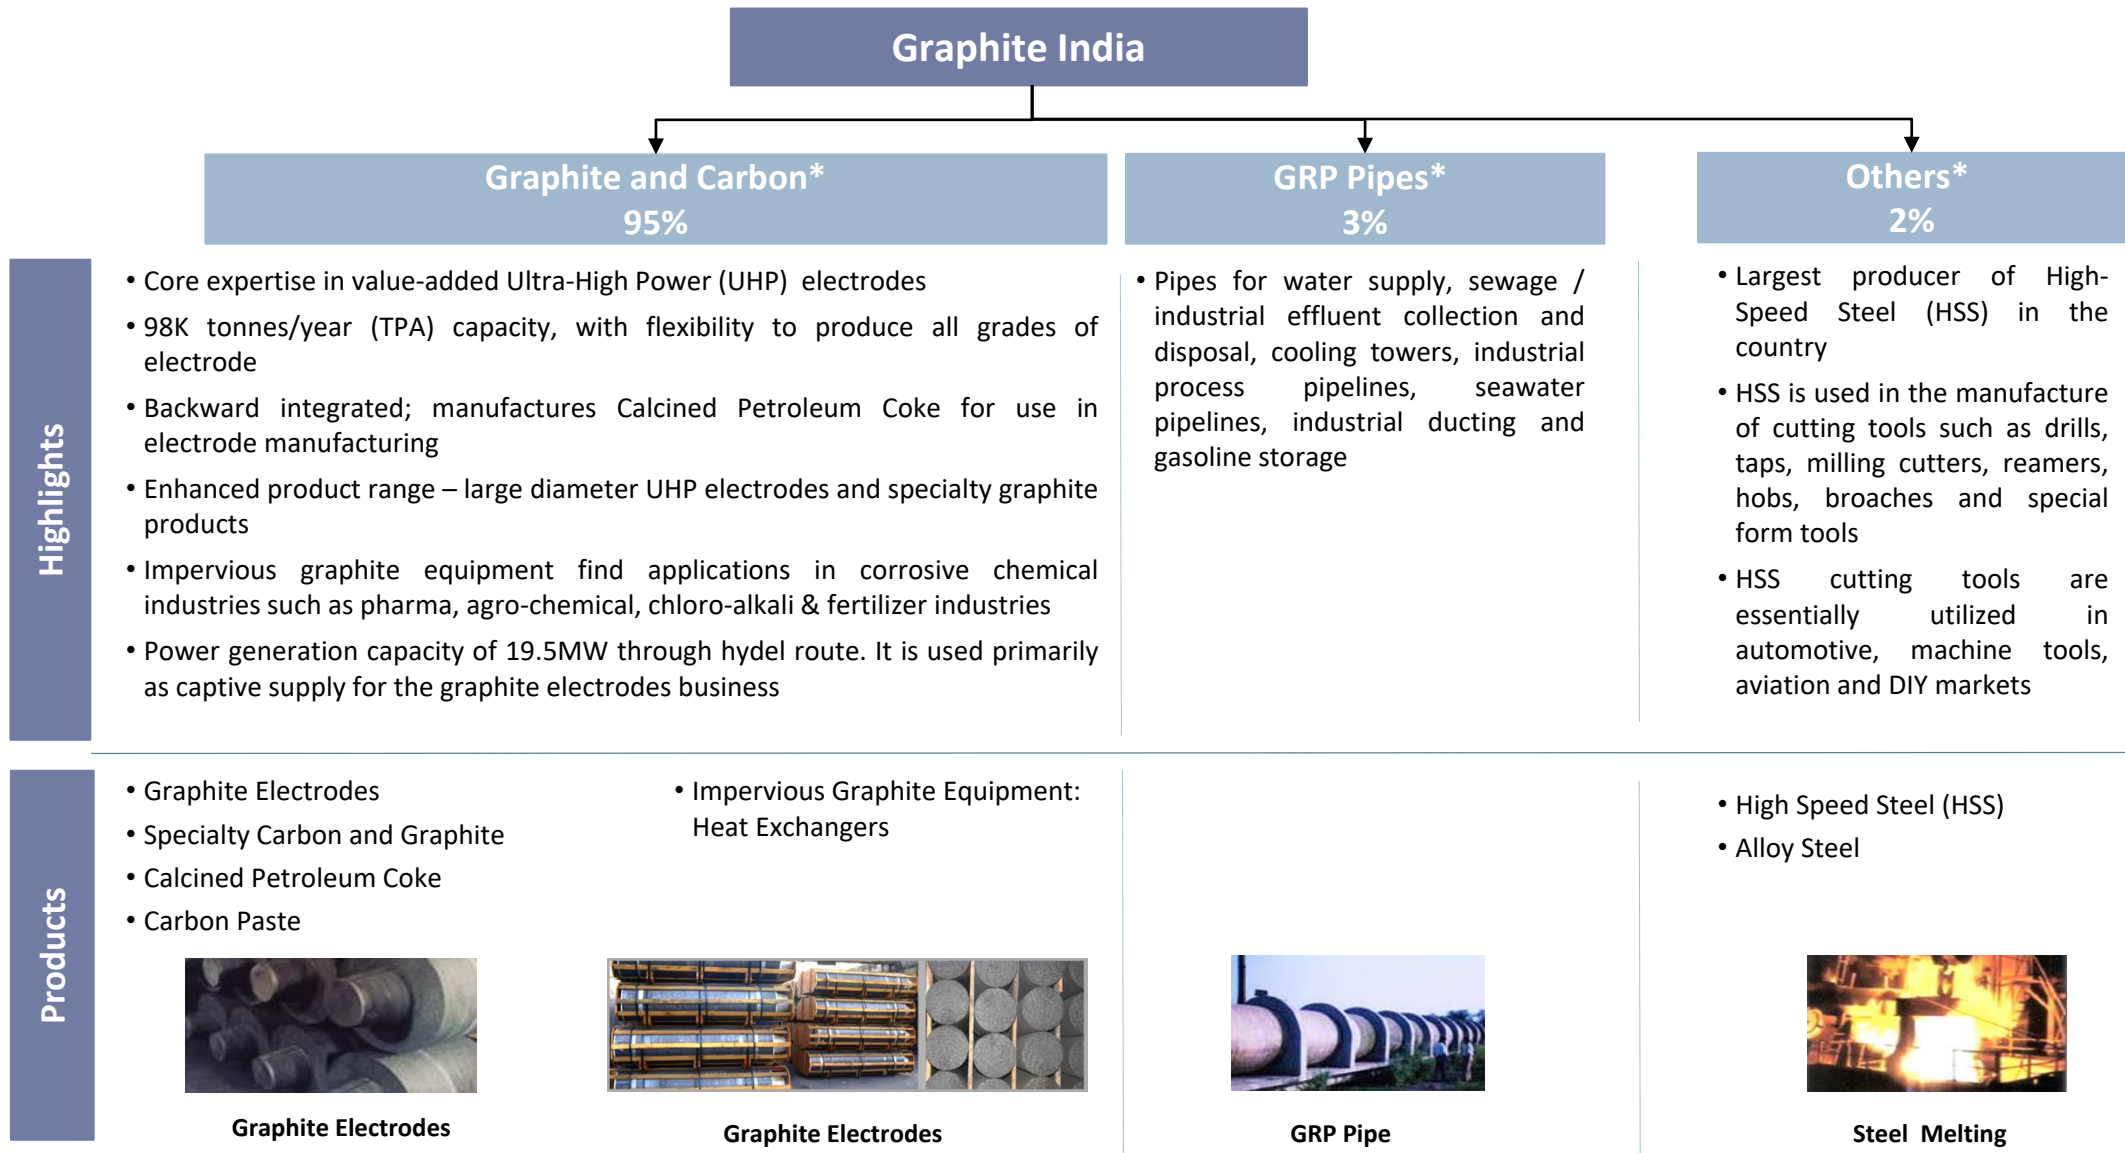 Graphite India
Graphite and Carbon*
95%
GRP Pipes*
3%
Others*
2%
Highlights
• Core expertise in value-added Ultra-High Power (UHP) electrodes
• 98K tonnes/year (TPA) capacity, with flexibility to produce all grades of
electrode
• Backward integrated; manufactures Calcined Petroleum Coke for use in
electrode manufacturing
• Enhanced product range – large diameter UHP electrodes and specialty graphite
products
• Impervious graphite equipment find applications in corrosive chemical
industries such as pharma, agro-chemical, chloro-alkali & fertilizer industries
• Power generation capacity of 19.5MW through hydel route. It is used primarily
as captive supply for the graphite electrodes business
• Pipes for water supply, sewage /
industrial effluent collection and
disposal, cooling towers, industrial
process pipelines, seawater
pipelines, industrial ducting and
gasoline storage
• Largest producer of High-
Speed Steel (HSS) in the
country
• HSS is used in the manufacture
of cutting tools such as drills,
taps, milling cutters, reamers,
hobs, broaches and special
form tools
• HSS cutting tools are
essentially utilized in
automotive, machine tools,
aviation and DIY markets
Products
• Graphite Electrodes
• Specialty Carbon and Graphite
• Calcined Petroleum Coke
• Carbon Paste
• Impervious Graphite Equipment:
Heat Exchangers
• High Speed Steel (HSS)
• Alloy Steel
Graphite Electrodes
Graphite Electrodes
GRP Pipe
Steel Melting